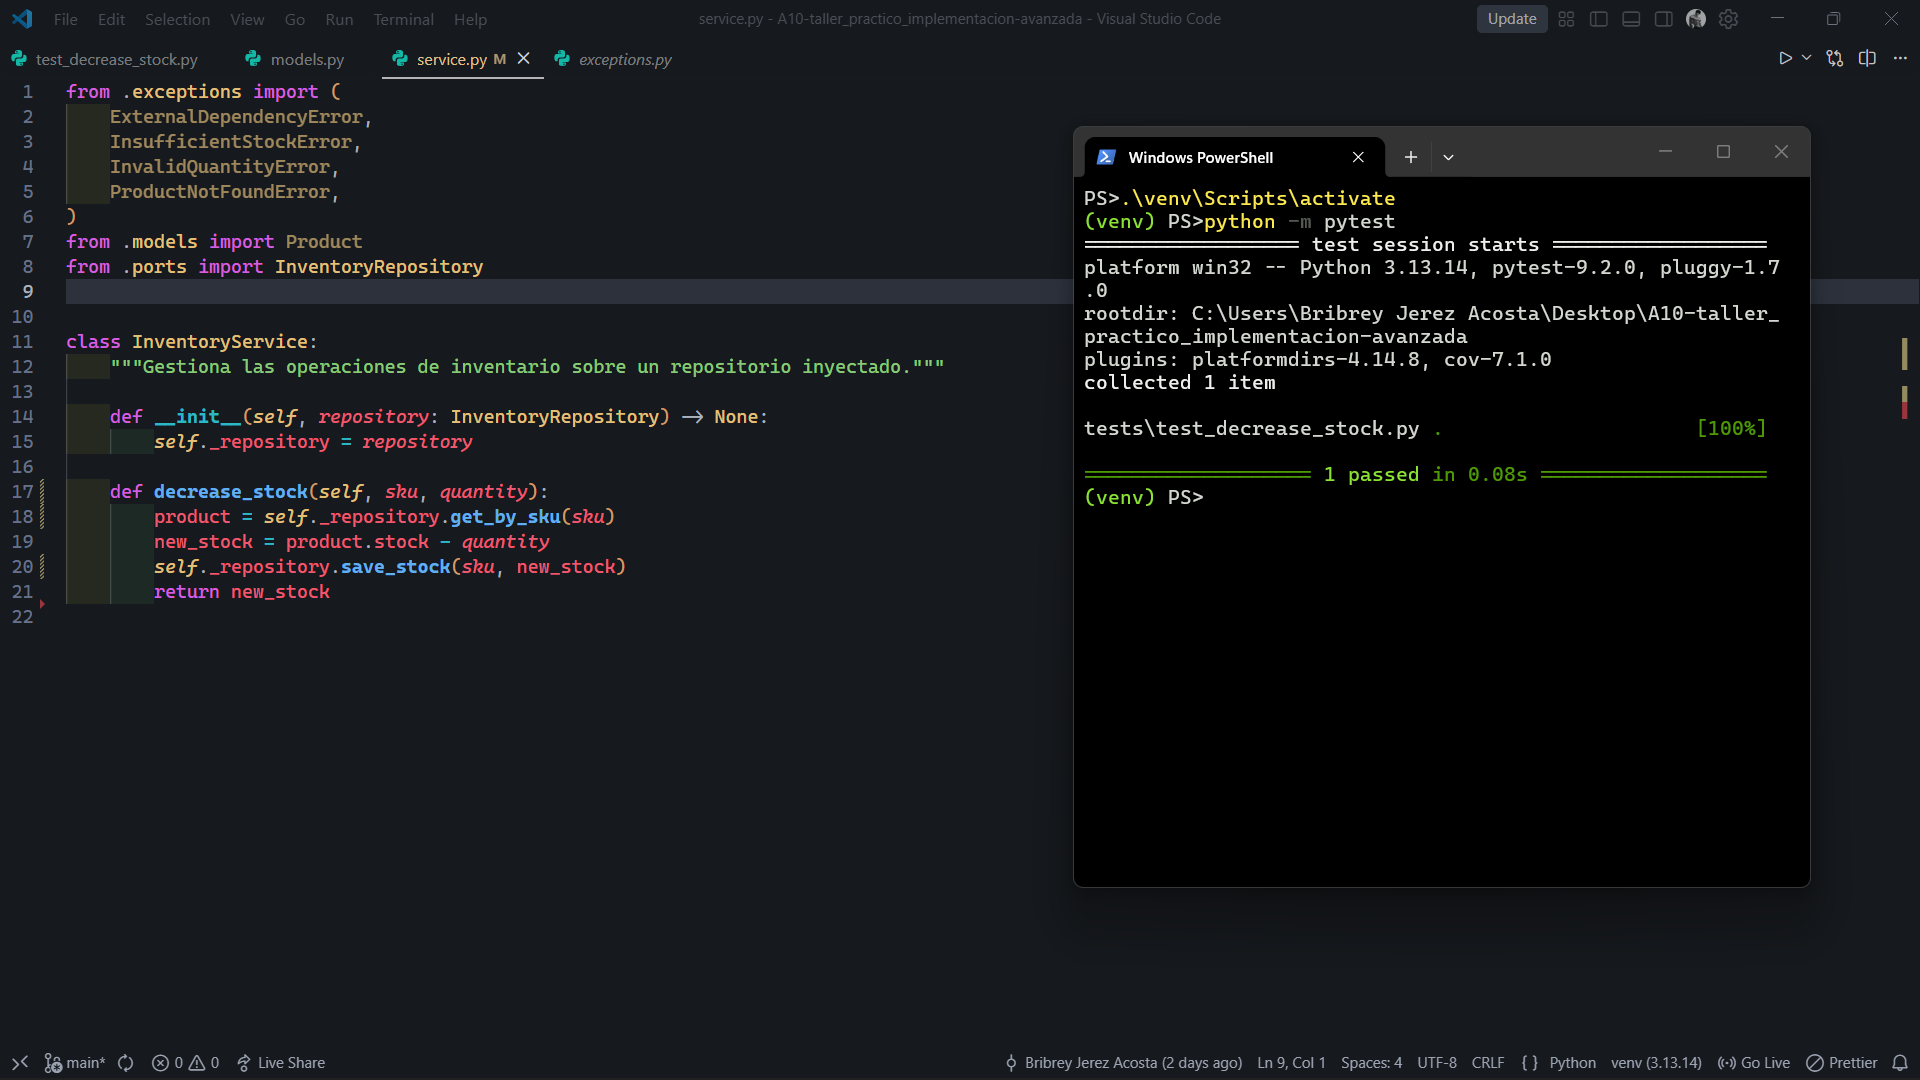 File Edit Selection View Go Run Terminal Help
service.py - A10-taller_practico_implementacion-avanzada - Visual Studio Code
Update
test_decrease_stock.py
models.py
service.py M
exceptions.py
1 from .exceptions import (
2 ExternalDependencyError,
3 InsufficientStockError,
4 InvalidQuantityError,
5 ProductNotFoundError,
6 )
7 from .models import Product
8 from .ports import InventoryRepository
9
10
11 class InventoryService:
12 """Gestiona las operaciones de inventario sobre un repositorio inyectado."""
13
14 def __init__(self, repository: InventoryRepository) -> None:
15 self._repository = repository
16
17 def decrease_stock(self, sku, quantity):
18 product = self._repository.get_by_sku(sku)
19 new_stock = product.stock - quantity
20 self._repository.save_stock(sku, new_stock)
21 return new_stock
22
Windows PowerShell
PS>.\venv\Scripts\activate
(venv) PS>python -m pytest
================== test session starts ==================
platform win32 -- Python 3.13.14, pytest-9.2.0, pluggy-1.7
.0
rootdir: C:\Users\Bribrey Jerez Acosta\Desktop\A10-taller_
practico_implementacion-avanzada
plugins: platformdirs-4.14.8, cov-7.1.0
collected 1 item
tests\test_decrease_stock.py . [100%]
=================== 1 passed in 0.08s ===================
(venv) PS>
main* 0 0 Live Share
Bribrey Jerez Acosta (2 days ago) Ln 9, Col 1 Spaces: 4 UTF-8 CRLF { } Python venv (3.13.14) Go Live Prettier